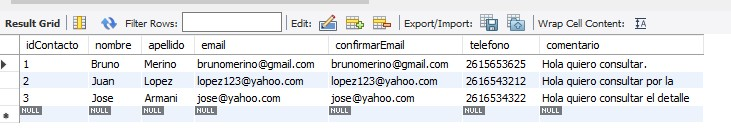 Result Grid Filter Rows: Edit: Export/Import: Wrap Cell Content: IA
idContacto nombre apellido email confirmarEmail telefono comentario
1 Bruno Merino brunomerino@gmail.com brunomerino@gmail.com 2615653625 Hola quiero consultar.
2 Juan Lopez lopez123@yahoo.com lopez123@yahoo.com 2616543212 Hola quiero consultar por la
3 Jose Armani jose@yahoo.com jose@yahoo.com 2616534322 Hola quiero consultar el detalle
NULL NULL NULL NULL NULL NULL NULL